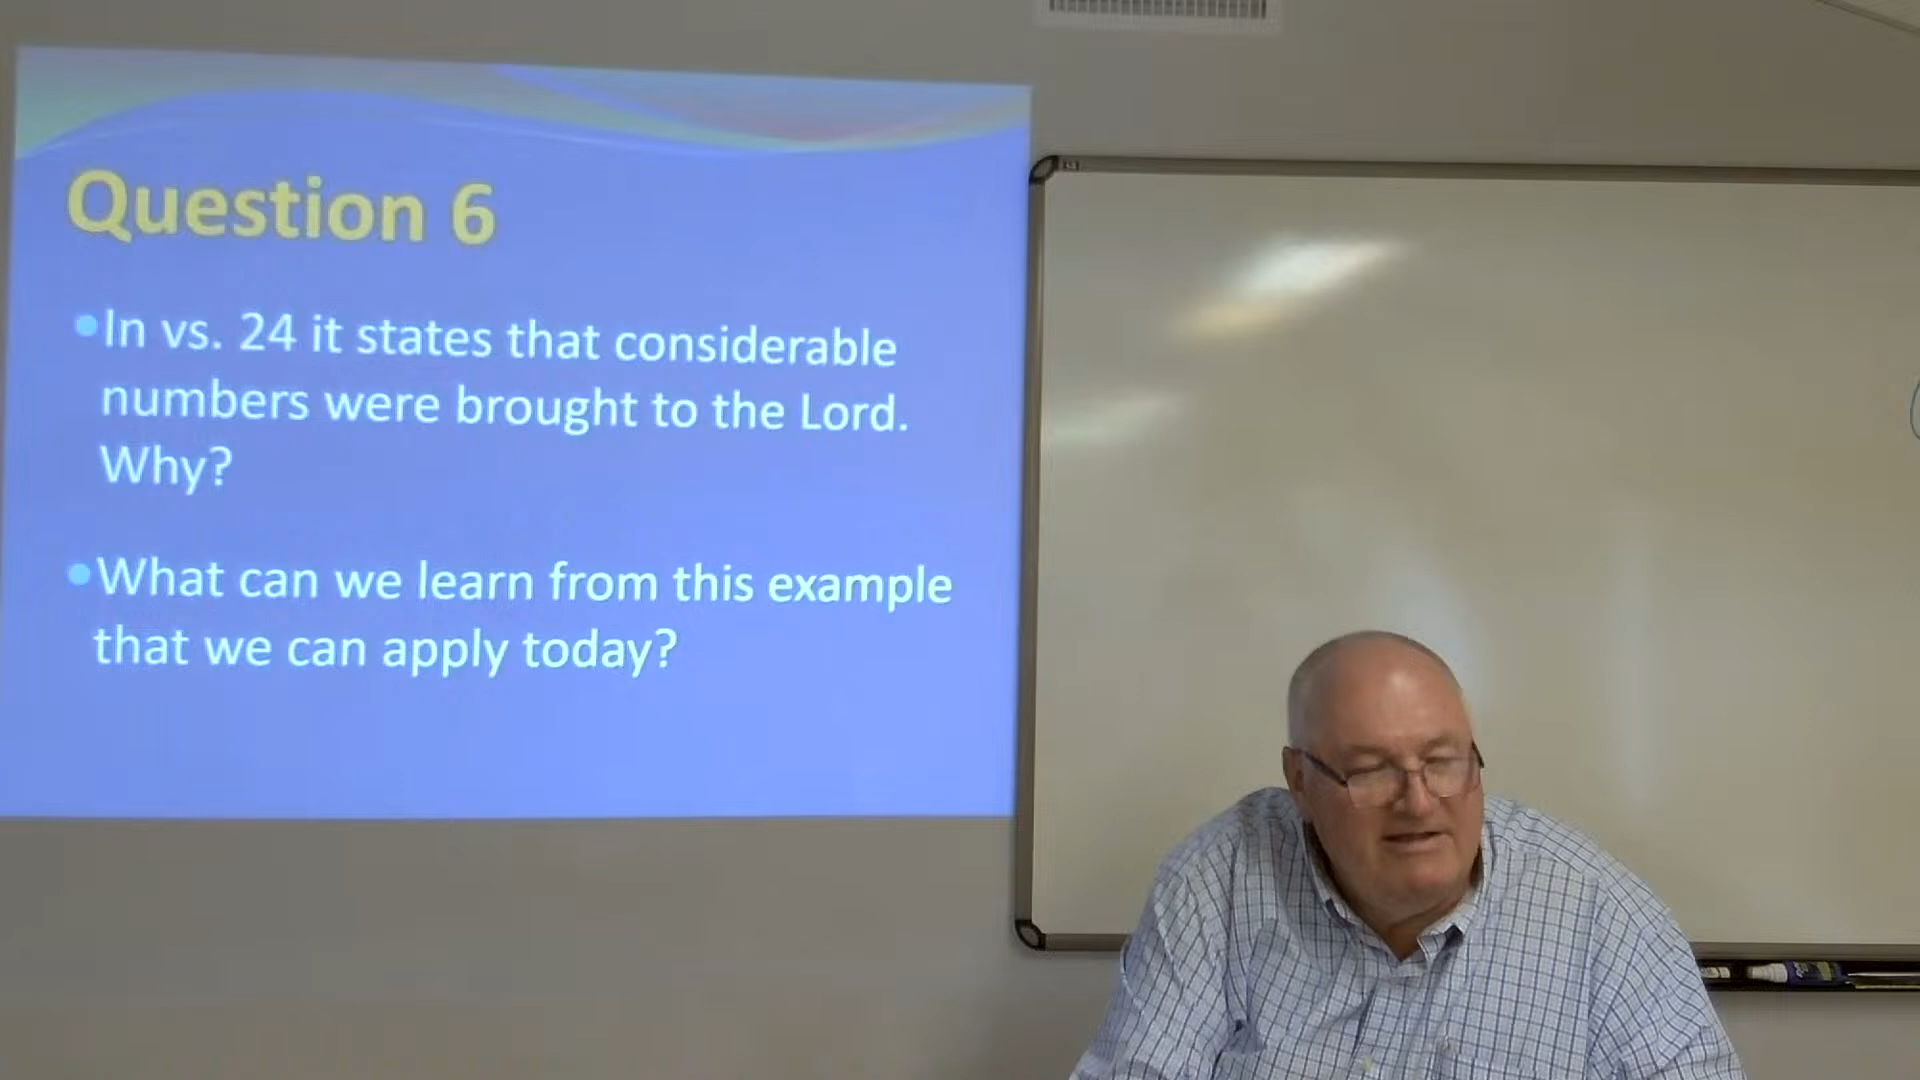 Question 6
•In vs. 24 it states that considerable
numbers were brought to the Lord.
Why?
•What can we learn from this example
that we can apply today?